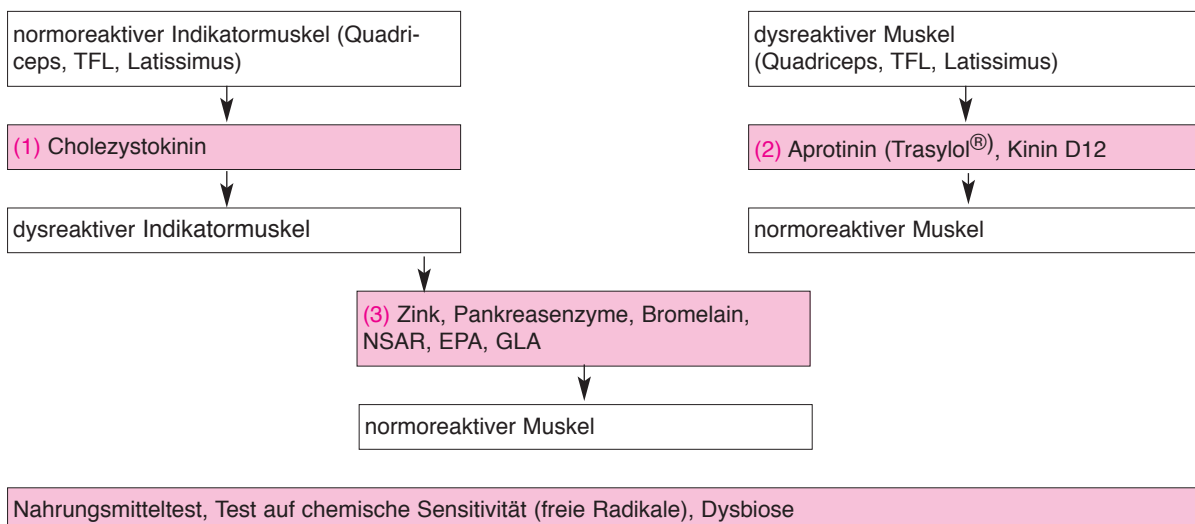 normoreaktiver Indikatormuskel (Quadri-
ceps, TFL, Latissimus)
dysreaktiver Muskel
(Quadriceps, TFL, Latissimus)
(1) Cholezystokinin
(2) Aprotinin (Trasylol®), Kinin D12
dysreaktiver Indikatormuskel
normoreaktiver Muskel
(3) Zink, Pankreasenzyme, Bromelain,
NSAR, EPA, GLA
normoreaktiver Muskel
Nahrungsmitteltest, Test auf chemische Sensitivität (freie Radikale), Dysbiose